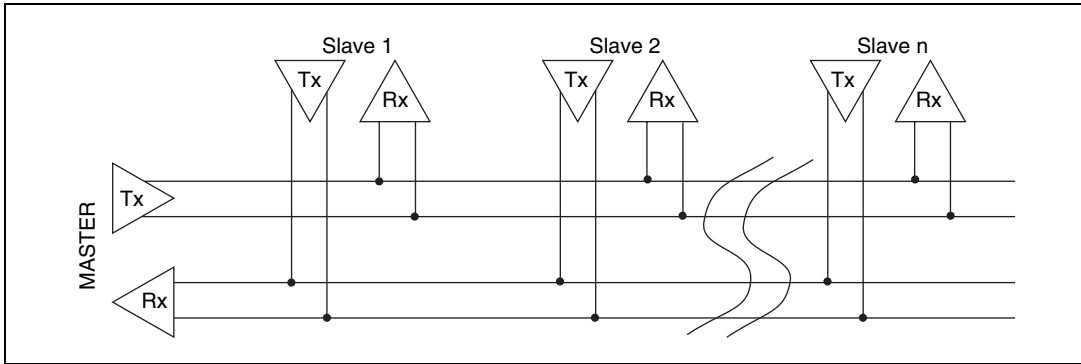 Slave 1
Slave 2
Slave n
Tx
Rx
Tx
Rx
Tx
Rx
MASTER
Tx
Rx